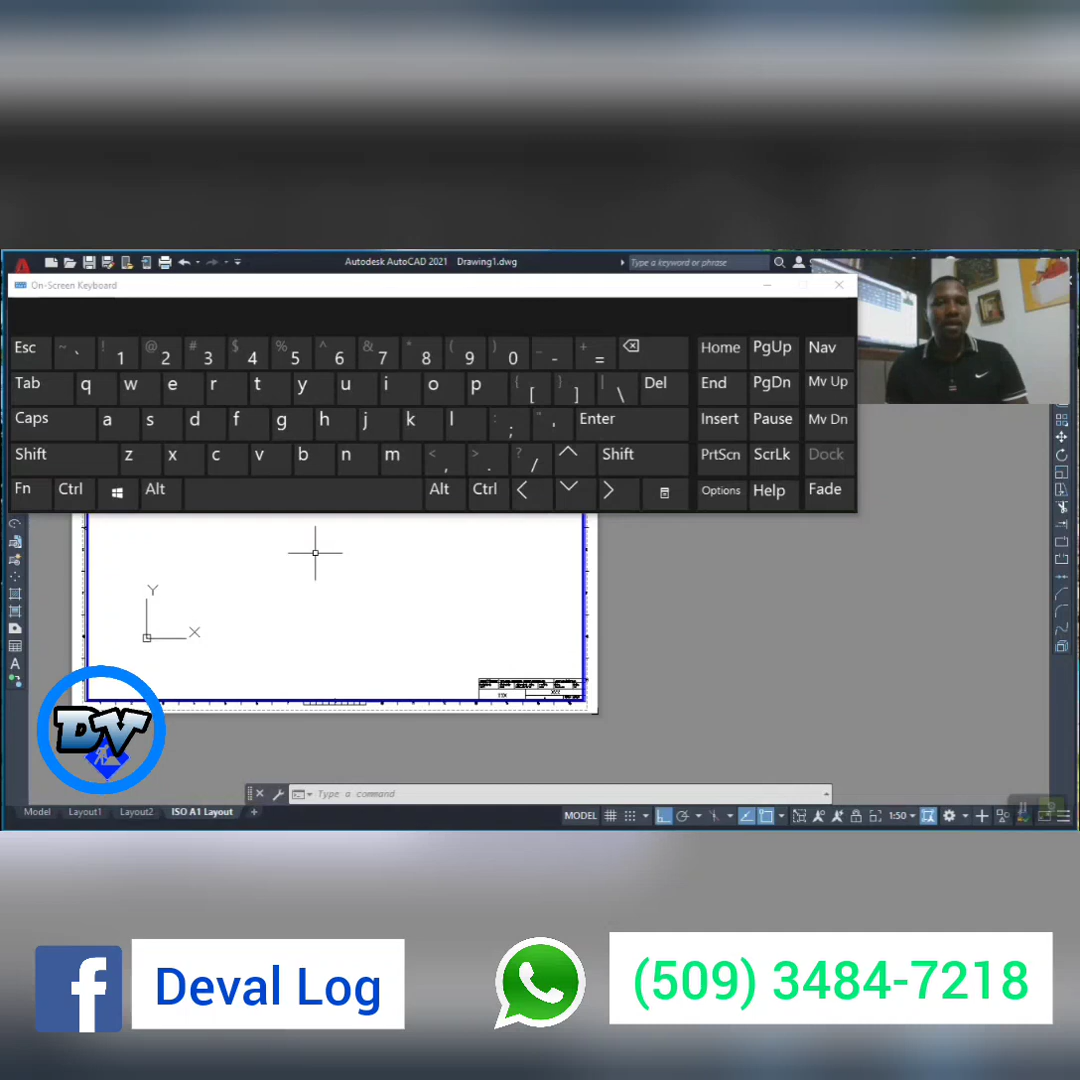 Autodesk AutoCAD 2021 Drawing1.dwg
Type a keyword or phrase
On-Screen Keyboard
Esc ~ ` ! 1 @ 2 # 3 $ 4 % 5 ^ 6 & 7 * 8 ( 9 ) 0 _ - + = Home PgUp Nav
Tab q w e r t y u i o p { [ } ] | \ Del End PgDn Mv Up
Caps a s d f g h j k l : ; " ' Enter Insert Pause Mv Dn
Shift z x c v b n m < , > . ? / Shift PrtScn ScrLk Dock
Fn Ctrl Alt Alt Ctrl Options Help Fade
Y
X
A
DV
Type a command
Model Layout1 Layout2 ISO A1 Layout +
MODEL 1:50
f Deval Log
(509) 3484-7218